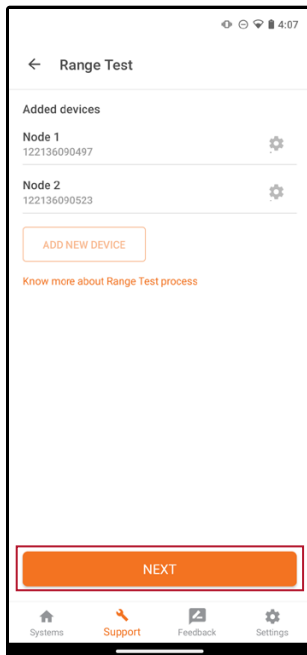 4:07
Range Test
Added devices
Node 1
122136090497
Node 2
122136090523
ADD NEW DEVICE
Know more about Range Test process
NEXT
Systems
Support
Feedback
Settings